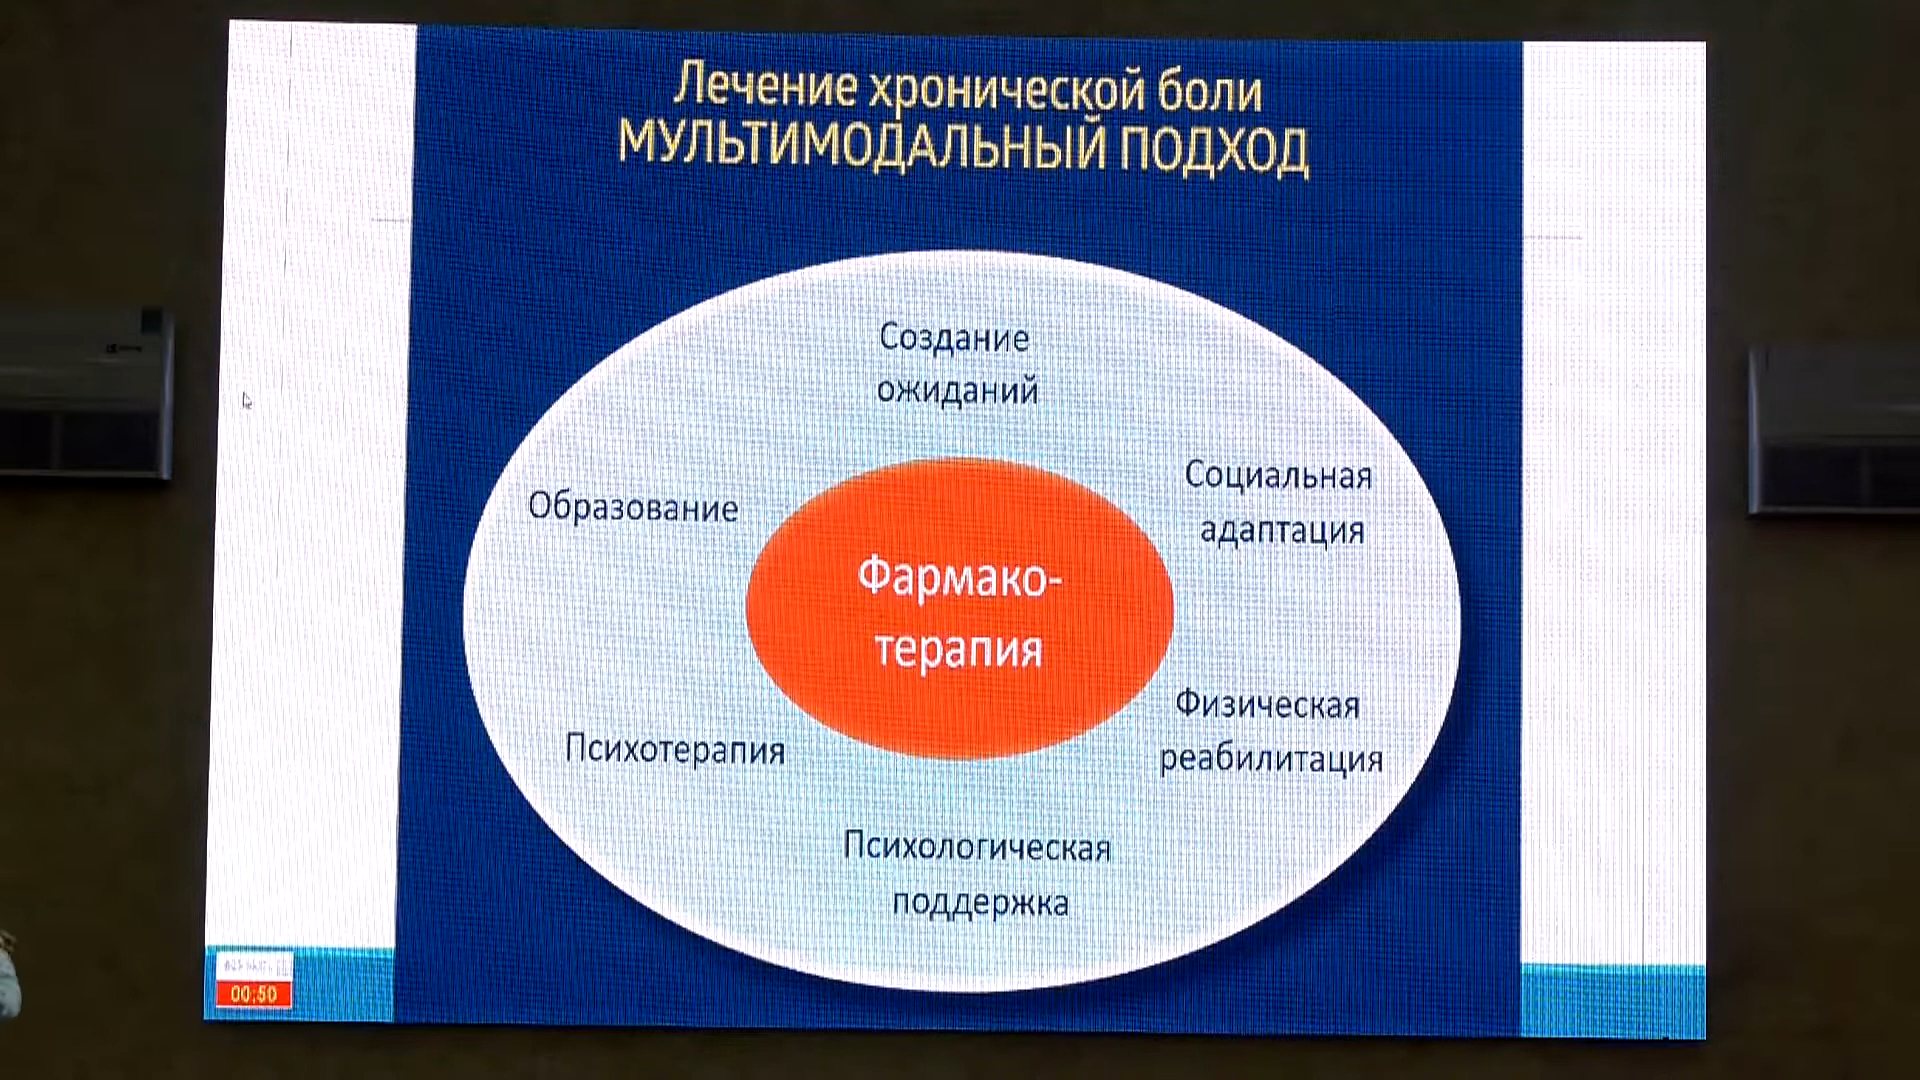 Лечение хронической боли
МУЛЬТИМОДАЛЬНЫЙ ПОДХОД
Создание
ожиданий
Социальная
адаптация
Образование
Фармако-
терапия
Физическая
реабилитация
Психотерапия
Психологическая
поддержка
00:50